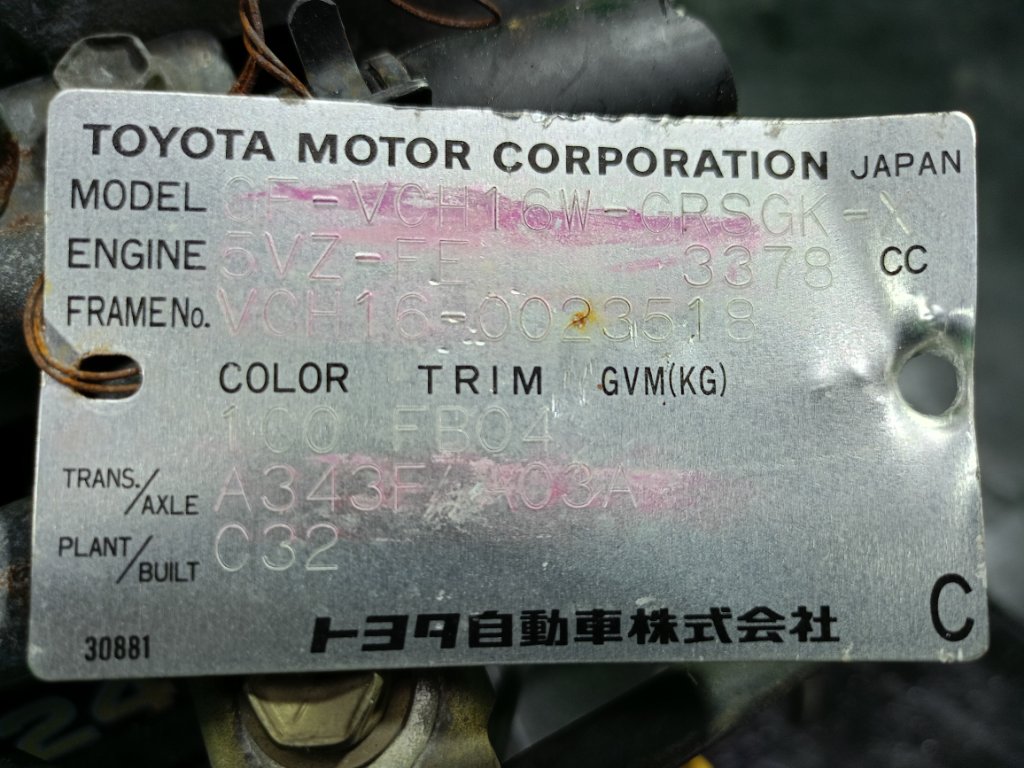 TOYOTA MOTOR CORPORATION JAPAN
MODEL GF-VCH16W-GRSGK-X
ENGINE 5VZ-FE 3378 CC
FRAME No. VCH16-0023518
COLOR TRIM GVM(KG)
1C0 FB04
TRANS./AXLE A343F/A03A
PLANT/BUILT C32
30881 トヨタ自動車株式会社 C